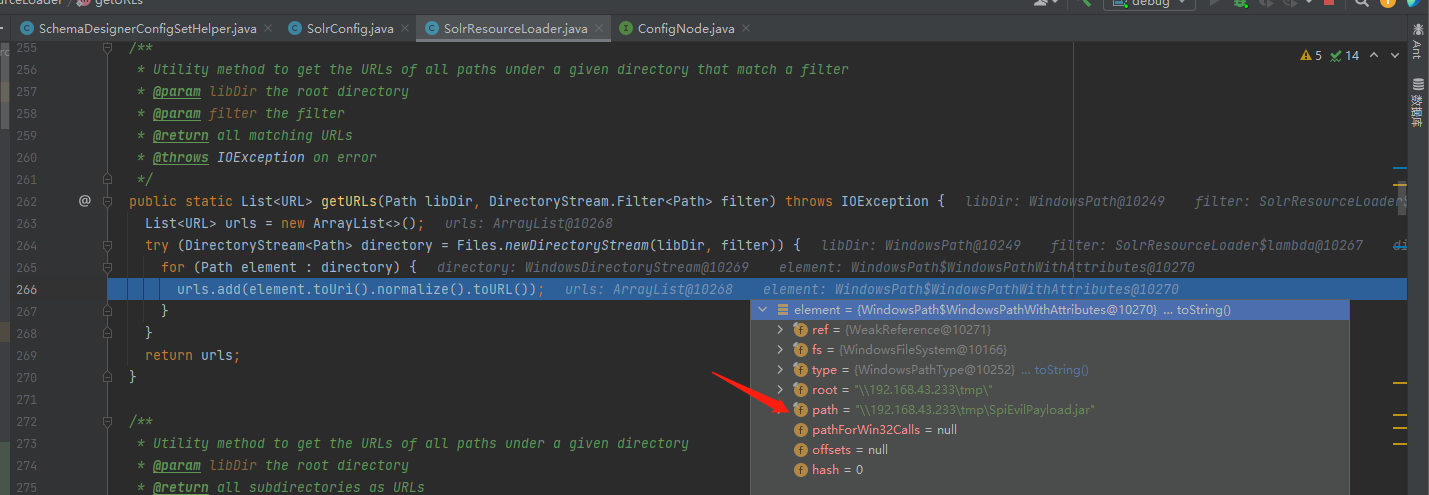 getURLs
debug
SchemaDesignerConfigSetHelper.java
SolrConfig.java
SolrResourceLoader.java
ConfigNode.java
255 /**
256 * Utility method to get the URLs of all paths under a given directory that match a filter
257 * @param libDir the root directory
258 * @param filter the filter
259 * @return all matching URLs
260 * @throws IOException on error
261 */
262 @ public static List<URL> getURLs(Path libDir, DirectoryStream.Filter<Path> filter) throws IOException { libDir: WindowsPath@10249 filter: SolrResourceLoader
263 List<URL> urls = new ArrayList<>(); urls: ArrayList@10268
264 try (DirectoryStream<Path> directory = Files.newDirectoryStream(libDir, filter)) { libDir: WindowsPath@10249 filter: SolrResourceLoader$lambda@10267
265 for (Path element : directory) { directory: WindowsDirectoryStream@10269 element: WindowsPath$WindowsPathWithAttributes@10270
266 urls.add(element.toUri().normalize().toURL()); urls: ArrayList@10268 element: WindowsPath$WindowsPathWithAttributes@10270
267 }
268 }
269 return urls;
270 }
271
272 /**
273 * Utility method to get the URLs of all paths under a given directory
274 * @param libDir the root directory
275 * @return all subdirectories as URLs
5
14
Ant
数据库
element = {WindowsPath$WindowsPathWithAttributes@10270} ... toString()
ref = {WeakReference@10271}
fs = {WindowsFileSystem@10166}
type = {WindowsPathType@10252} ... toString()
root = "\\192.168.43.233\tmp\"
path = "\\192.168.43.233\tmp\SpiEvilPayload.jar"
pathForWin32Calls = null
offsets = null
hash = 0